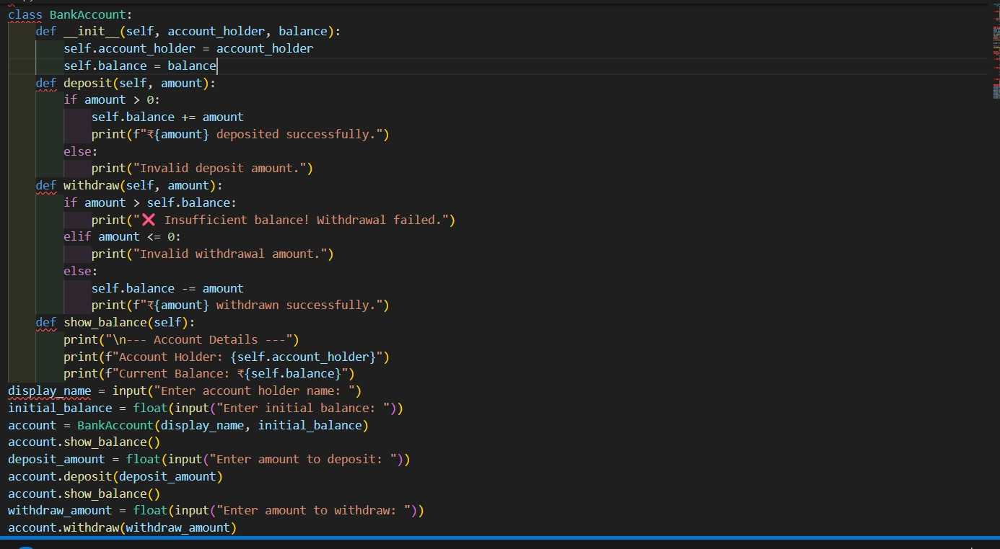 class BankAccount:
    def __init__(self, account_holder, balance):
        self.account_holder = account_holder
        self.balance = balance
    def deposit(self, amount):
        if amount > 0:
            self.balance += amount
            print(f"₹{amount} deposited successfully.")
        else:
            print("Invalid deposit amount.")
    def withdraw(self, amount):
        if amount > self.balance:
            print("❌ Insufficient balance! Withdrawal failed.")
        elif amount <= 0:
            print("Invalid withdrawal amount.")
        else:
            self.balance -= amount
            print(f"₹{amount} withdrawn successfully.")
    def show_balance(self):
        print("\n--- Account Details ---")
        print(f"Account Holder: {self.account_holder}")
        print(f"Current Balance: ₹{self.balance}")
display_name = input("Enter account holder name: ")
initial_balance = float(input("Enter initial balance: "))
account = BankAccount(display_name, initial_balance)
account.show_balance()
deposit_amount = float(input("Enter amount to deposit: "))
account.deposit(deposit_amount)
account.show_balance()
withdraw_amount = float(input("Enter amount to withdraw: "))
account.withdraw(withdraw_amount)